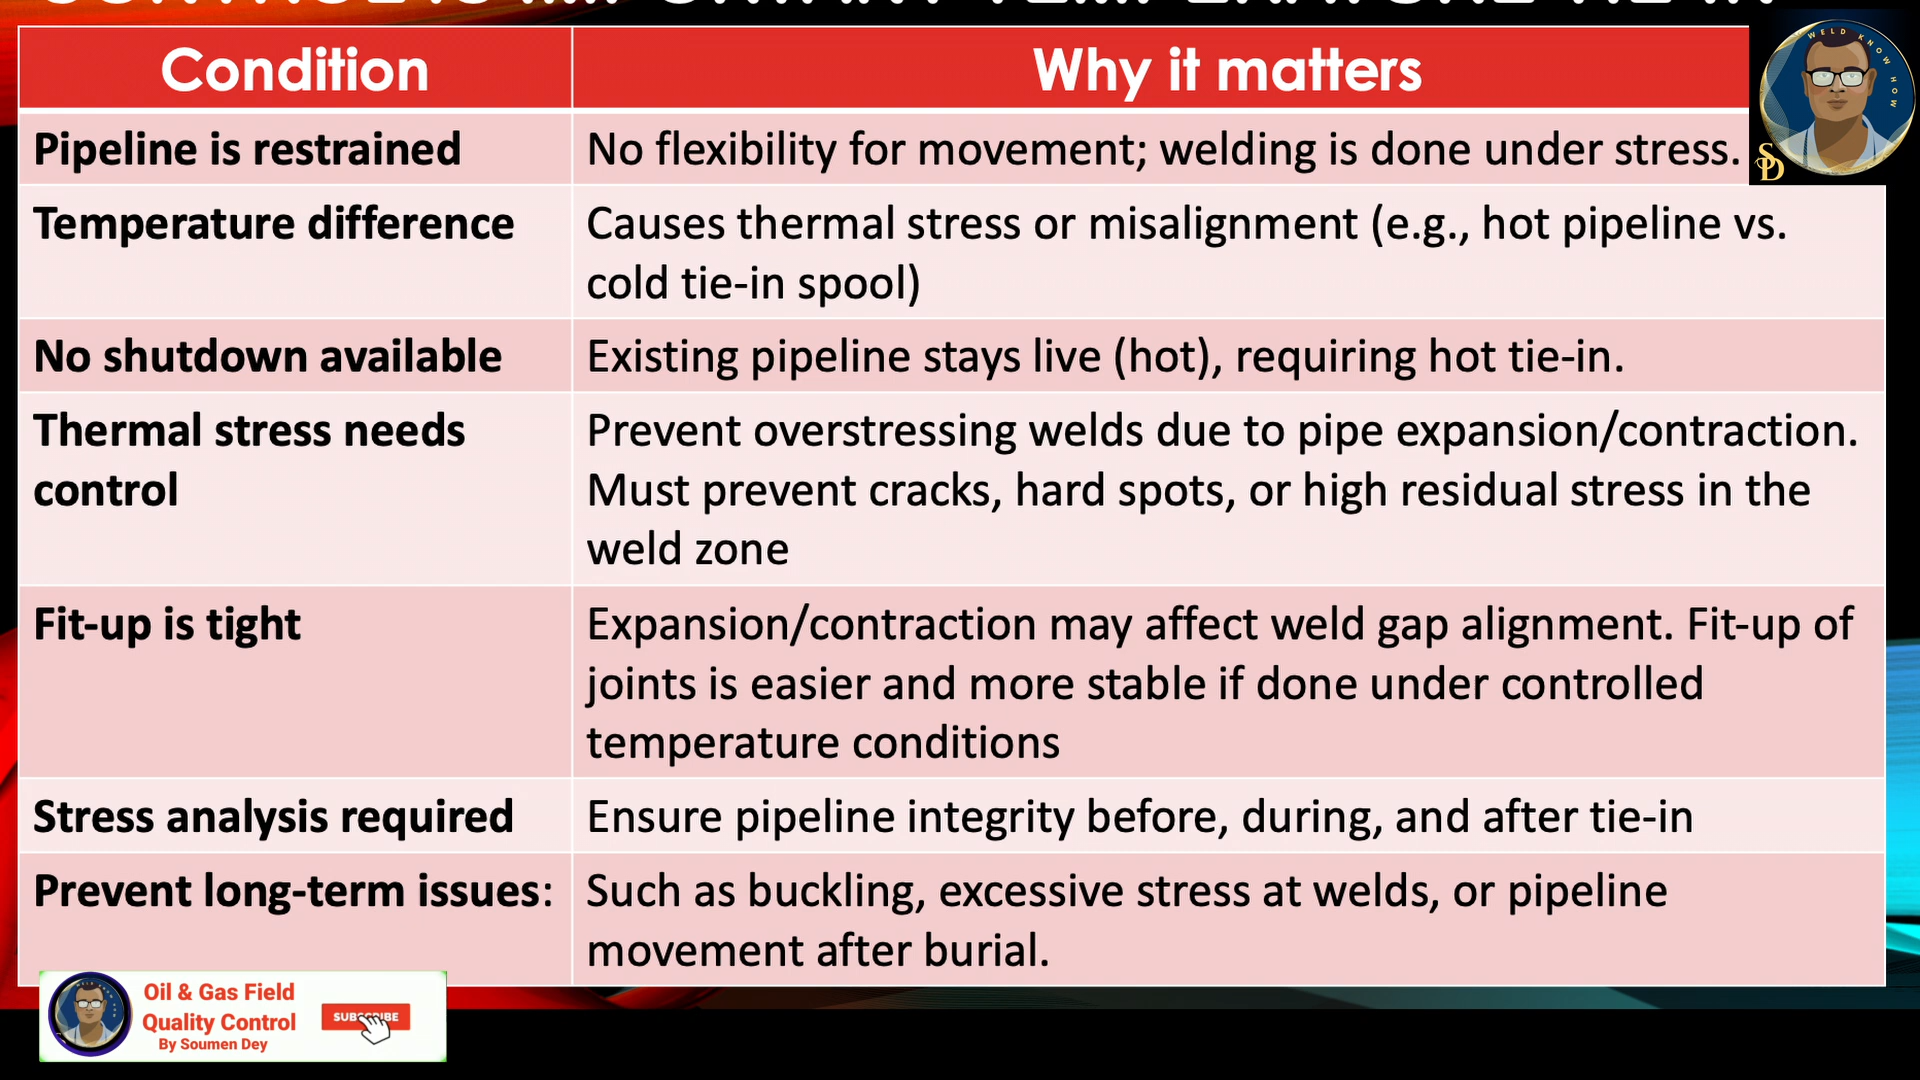 Condition
Why it matters
Pipeline is restrained
No flexibility for movement; welding is done under stress.
Temperature difference
Causes thermal stress or misalignment (e.g., hot pipeline vs.
cold tie-in spool)
No shutdown available
Existing pipeline stays live (hot), requiring hot tie-in.
Thermal stress needs
control
Prevent overstressing welds due to pipe expansion/contraction.
Must prevent cracks, hard spots, or high residual stress in the
weld zone
Fit-up is tight
Expansion/contraction may affect weld gap alignment. Fit-up of
joints is easier and more stable if done under controlled
temperature conditions
Stress analysis required
Ensure pipeline integrity before, during, and after tie-in
Prevent long-term issues:
Such as buckling, excessive stress at welds, or pipeline
movement after burial.
WELD KNOW HOW
SD
Oil & Gas Field
Quality Control
By Soumen Dey
SUBSCRIBE